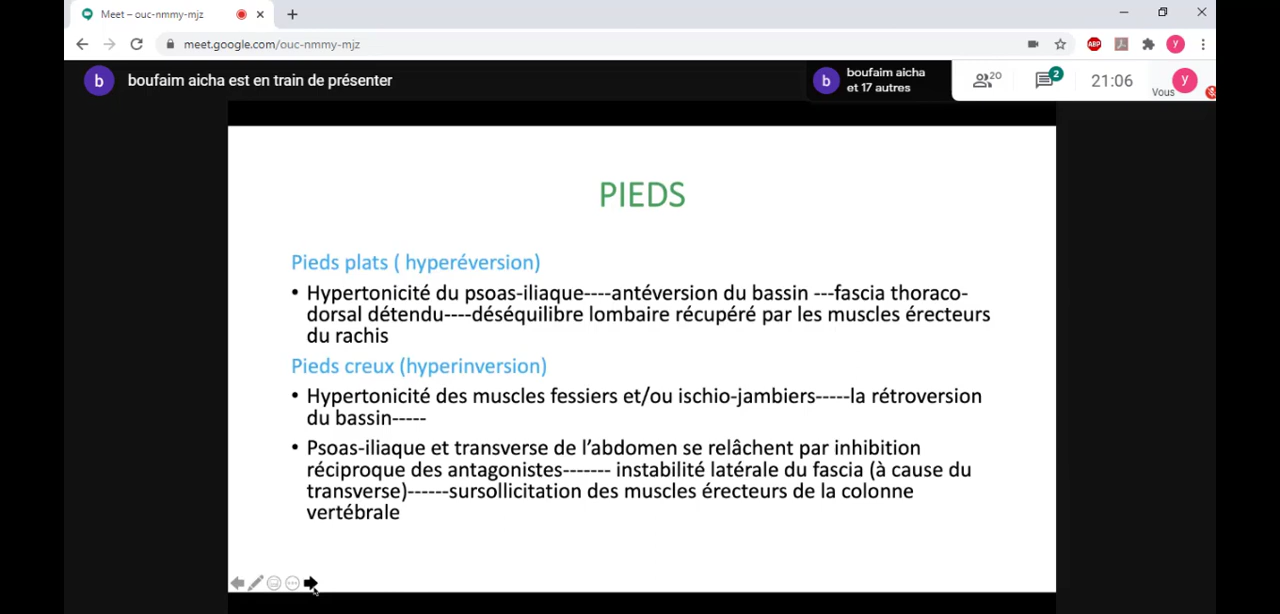 Meet – ouc-nmmy-mjz
meet.google.com/ouc-nmmy-mjz
ABP
y
b
boufaim aicha est en train de présenter
b
boufaim aicha
et 17 autres
20
2
21:06
Vous
y
PIEDS
Pieds plats ( hyperéversion)
• Hypertonicité du psoas-iliaque----antéversion du bassin ---fascia thoraco-
dorsal détendu----déséquilibre lombaire récupéré par les muscles érecteurs
du rachis
Pieds creux (hyperinversion)
• Hypertonicité des muscles fessiers et/ou ischio-jambiers-----la rétroversion
du bassin-----
• Psoas-iliaque et transverse de l’abdomen se relâchent par inhibition
réciproque des antagonistes------- instabilité latérale du fascia (à cause du
transverse)------sursollicitation des muscles érecteurs de la colonne
vertébrale